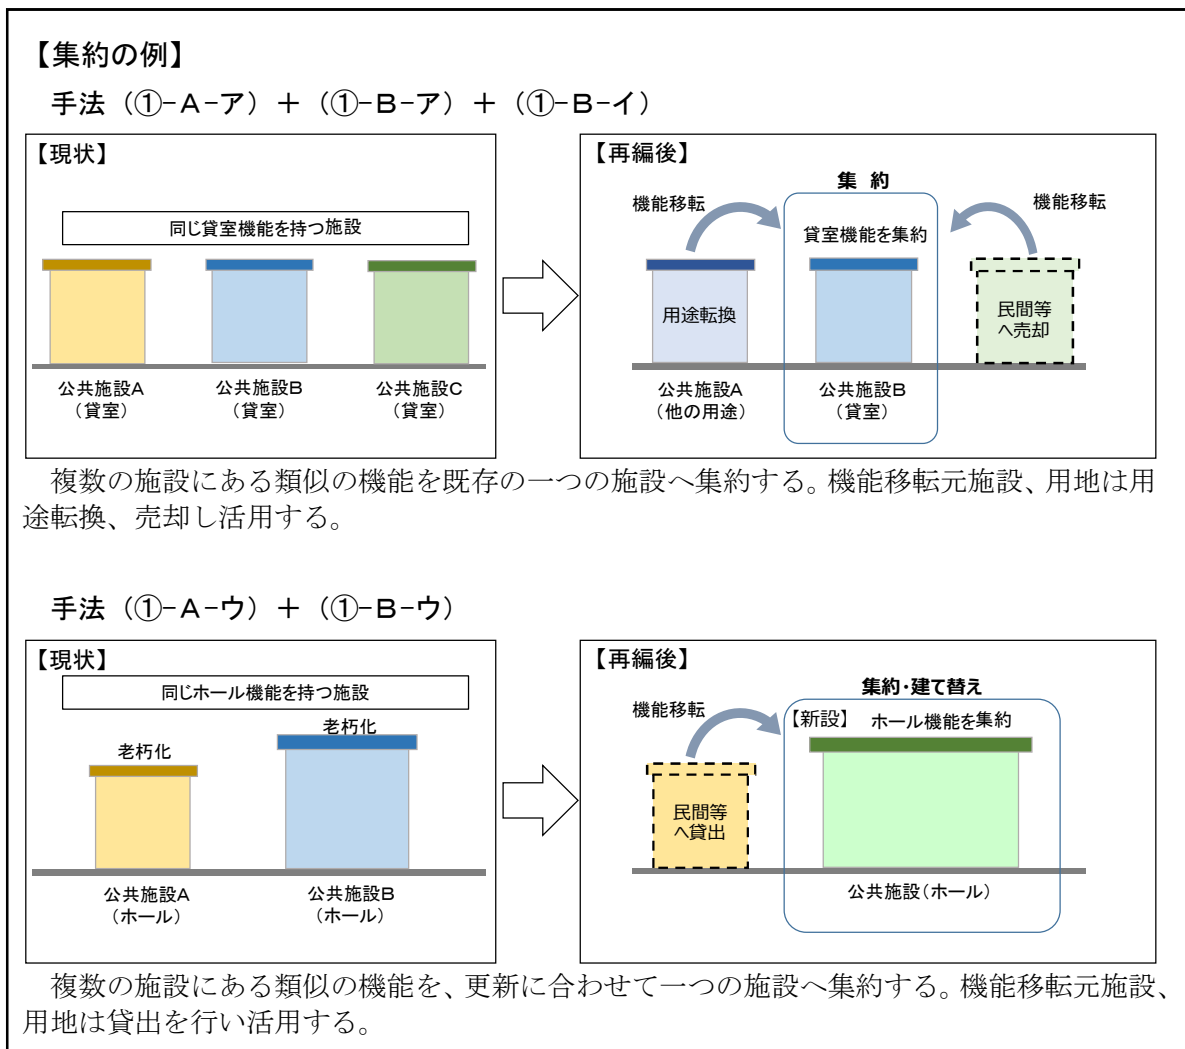 【集約の例】
手法（①-A-ア）＋（①-B-ア）＋（①-B-イ）
【現状】
同じ貸室機能を持つ施設
公共施設A
（貸室）
公共施設B
（貸室）
公共施設C
（貸室）
【再編後】
集 約
機能移転
機能移転
貸室機能を集約
用途転換
民間等
へ売却
公共施設A
（他の用途）
公共施設B
（貸室）
複数の施設にある類似の機能を既存の一つの施設へ集約する。機能移転元施設、用地は用
途転換、売却し活用する。
手法（①-A-ウ）＋（①-B-ウ）
【現状】
同じホール機能を持つ施設
老朽化
老朽化
公共施設A
（ホール）
公共施設B
（ホール）
【再編後】
集約・建て替え
機能移転
【新設】 ホール機能を集約
民間等
へ貸出
公共施設（ホール）
複数の施設にある類似の機能を、更新に合わせて一つの施設へ集約する。機能移転元施設、
用地は貸出を行い活用する。